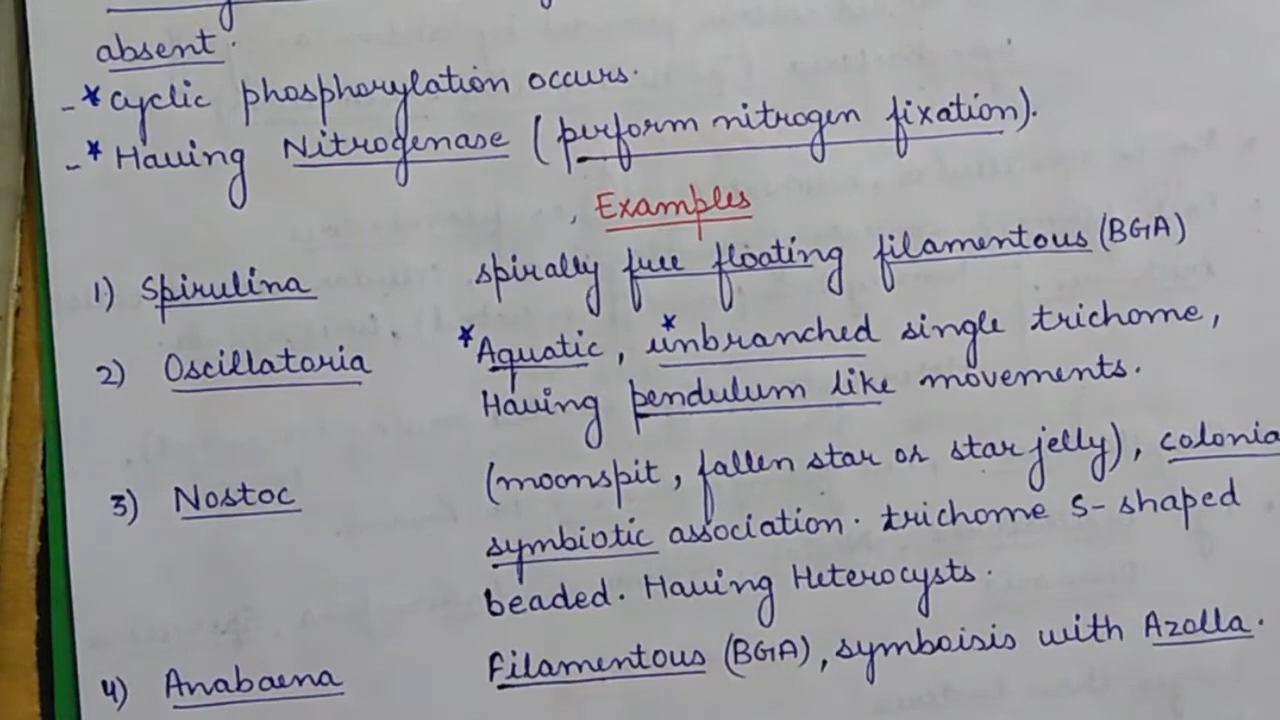 absent.
- * cyclic phosphorylation occurs.
- * Having Nitrogenase (perform nitrogen fixation).
Examples
1) Spirulina spirally free floating filamentous (BGA)
2) Oscillatoria *Aquatic, *unbranched single trichome,
Having pendulum like movements.
3) Nostoc (moonspit, fallen star or star jelly), colonia
symbiotic association. trichome S-shaped
beaded. Having Heterocysts.
4) Anabaena Filamentous (BGA), symboisis with Azolla.